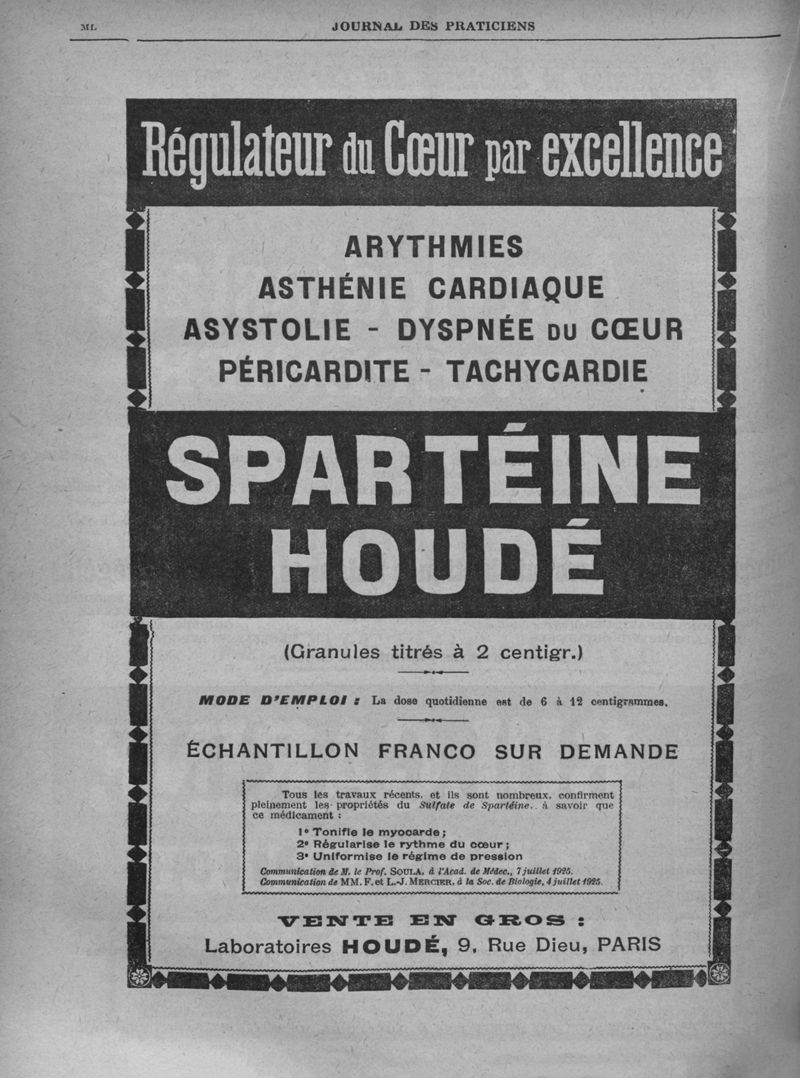 ML
JOURNAL DES PRATICIENS
Régulateur du Cœur par excellence
ARYTHMIES
ASTHÉNIE CARDIAQUE
ASYSTOLIE - DYSPNÉE DU CŒUR
PÉRICARDITE - TACHYCARDIE
SPARTÉINE
HOUDÉ
(Granules titrés à 2 centigr.)
MODE D'EMPLOI : La dose quotidienne est de 6 à 12 centigrammes.
ÉCHANTILLON FRANCO SUR DEMANDE
Tous les travaux récents. et ils sont nombreux. confirment
pleinement les propriétés du Sulfate de Spartéine,. à savoir que
ce médicament :
1º Tonifie le myocarde ;
2º Régularise le rythme du cœur ;
3º Uniformise le régime de pression
Communication de M. le Prof. SOULA, à l'Acad. de Médec., 7 juillet 1925.
Communication de MM. F. et L.-J. MERCIER, à la Soc. de Biologie, 4 juillet 1925.
VENTE EN GROS :
Laboratoires HOUDÉ, 9, Rue Dieu, PARIS